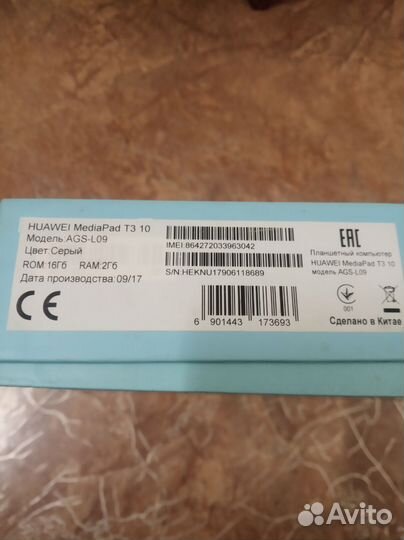 HUAWEI MediaPad T3 10
Модель:AGS-L09
Цвет:Серый
ROM:16Гб RAM:2Гб
Дата производства:09/17
CE
IMEI:864272033963042
S/N:HEKNU17906118689
6 901443 173693
EAC
Планшетный компьютер
HUAWEI MediaPad T3 10
модель AGS-L09
001
Сделано в Китае
Avito